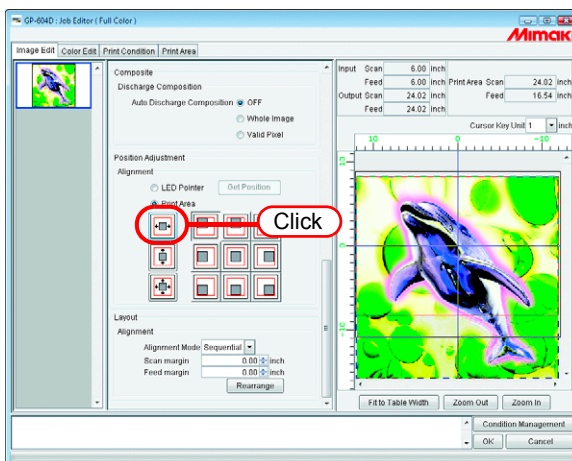 GP-604D : Job Editor ( Full Color )
Mimaki
Image Edit Color Edit Print Condition Print Area
Composite
Discharge Composition
Auto Discharge Composition OFF
Whole Image
Valid Pixel
Position Adjustment
Alignment
LED Pointer Get Position
Print Area
Click
Layout
Alignment
Alignment Mode Sequential
Scan margin 0.00 inch
Feed margin 0.00 inch
Rearrange
Input Scan 6.00 inch
Feed 6.00 inch Print Area Scan 24.02 inch
Output Scan 24.02 inch Feed 16.54 inch
Feed 24.02 inch
Cursor Key Unit 1 inch
10 0 -10
10
0
-10
Fit to Table Width Zoom Out Zoom In
Condition Management
OK Cancel